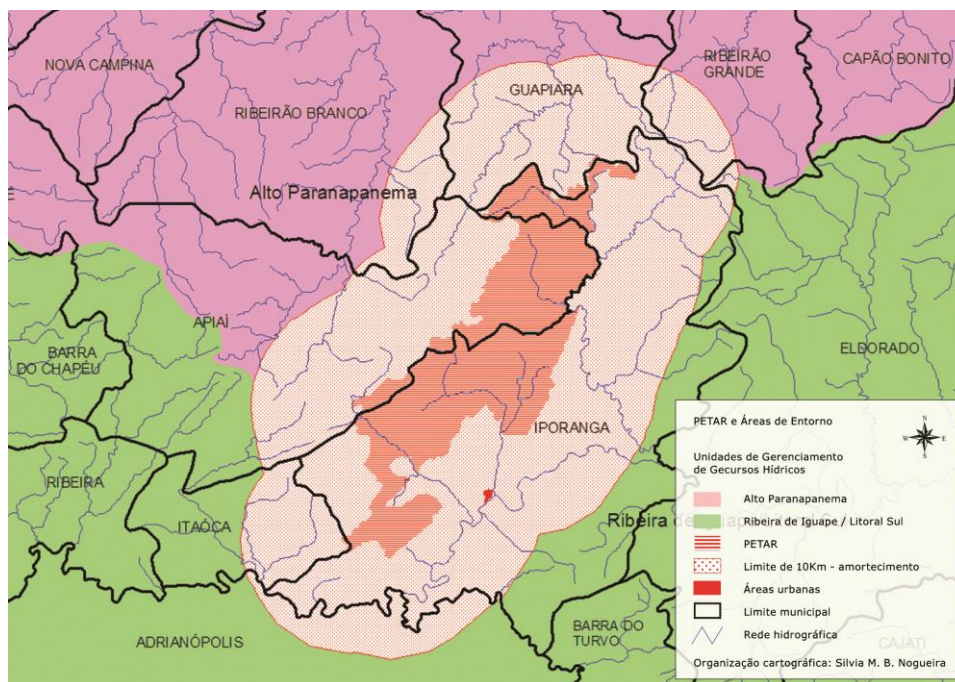 NOVA CAMPINA
RIBEIRÃO BRANCO
GUAPIARA
RIBEIRÃO
GRANDE
CAPÃO BONITO
Alto Paranapanema
APIAÍ
BARRA
DO CHAPÉU
ELDORADO
IPORANGA
RIBEIRA
ITAÓCA
Ribeira de
ADRIANÓPOLIS
BARRA DO
TURVO
CAJATI
PETAR e Áreas de Entorno
N
W E
S
Unidades de Gerenciamento
de Gecursos Hídricos
Alto Paranapanema
Ribeira de Iguape / Litoral Sul
PETAR
Limite de 10Km - amortecimento
Áreas urbanas
Limite municipal
Rede hidrográfica
Organização cartográfica: Silvia M. B. Nogueira